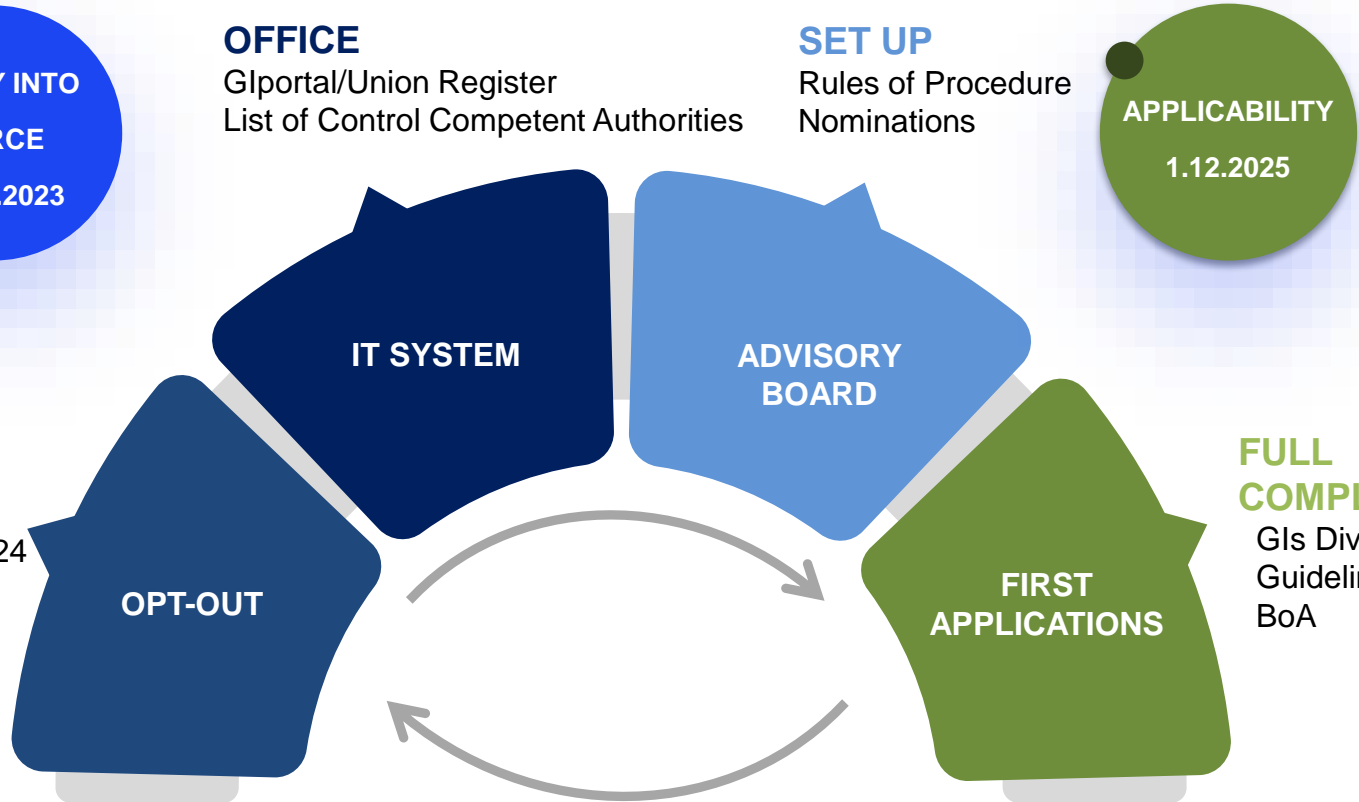 OFFICE
GIportal/Union Register
List of Control Competent Authorities
SET UP
Rules of Procedure
Nominations
INTO
.2023
APPLICABILITY
1.12.2025
IT SYSTEM
ADVISORY
BOARD
OPT-OUT
FIRST
APPLICATIONS
24
FULL
GIs
BoA